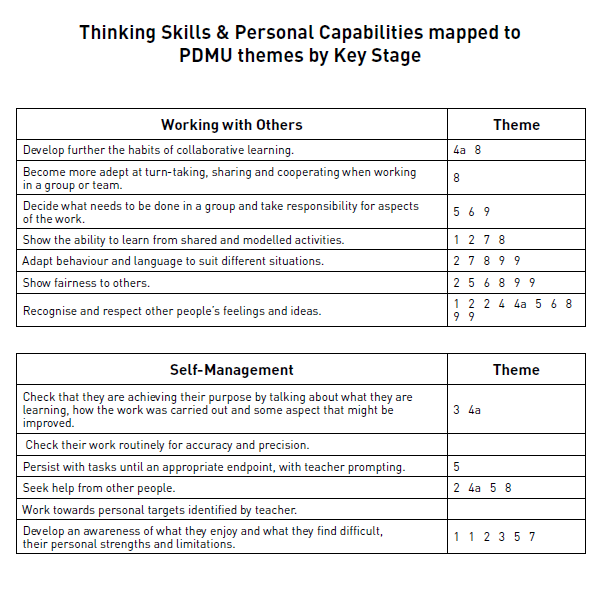 Thinking Skills & Personal Capabilities mapped to
PDMU themes by Key Stage
Working with Others Theme
Develop further the habits of collaborative learning. 4a 8
Become more adept at turn-taking, sharing and cooperating when working
in a group or team. 8
Decide what needs to be done in a group and take responsibility for aspects
of the work. 5 6 9
Show the ability to learn from shared and modelled activities. 1 2 7 8
Adapt behaviour and language to suit different situations. 2 7 8 9 9
Show fairness to others. 2 5 6 8 9 9
Recognise and respect other people's feelings and ideas. 1 2 2 4 4a 5 6 8
9 9
Self-Management Theme
Check that they are achieving their purpose by talking about what they are
learning, how the work was carried out and some aspect that might be
improved. 3 4a
Check their work routinely for accuracy and precision.
Persist with tasks until an appropriate endpoint, with teacher prompting. 5
Seek help from other people. 2 4a 5 8
Work towards personal targets identified by teacher.
Develop an awareness of what they enjoy and what they find difficult,
their personal strengths and limitations. 1 1 2 3 5 7